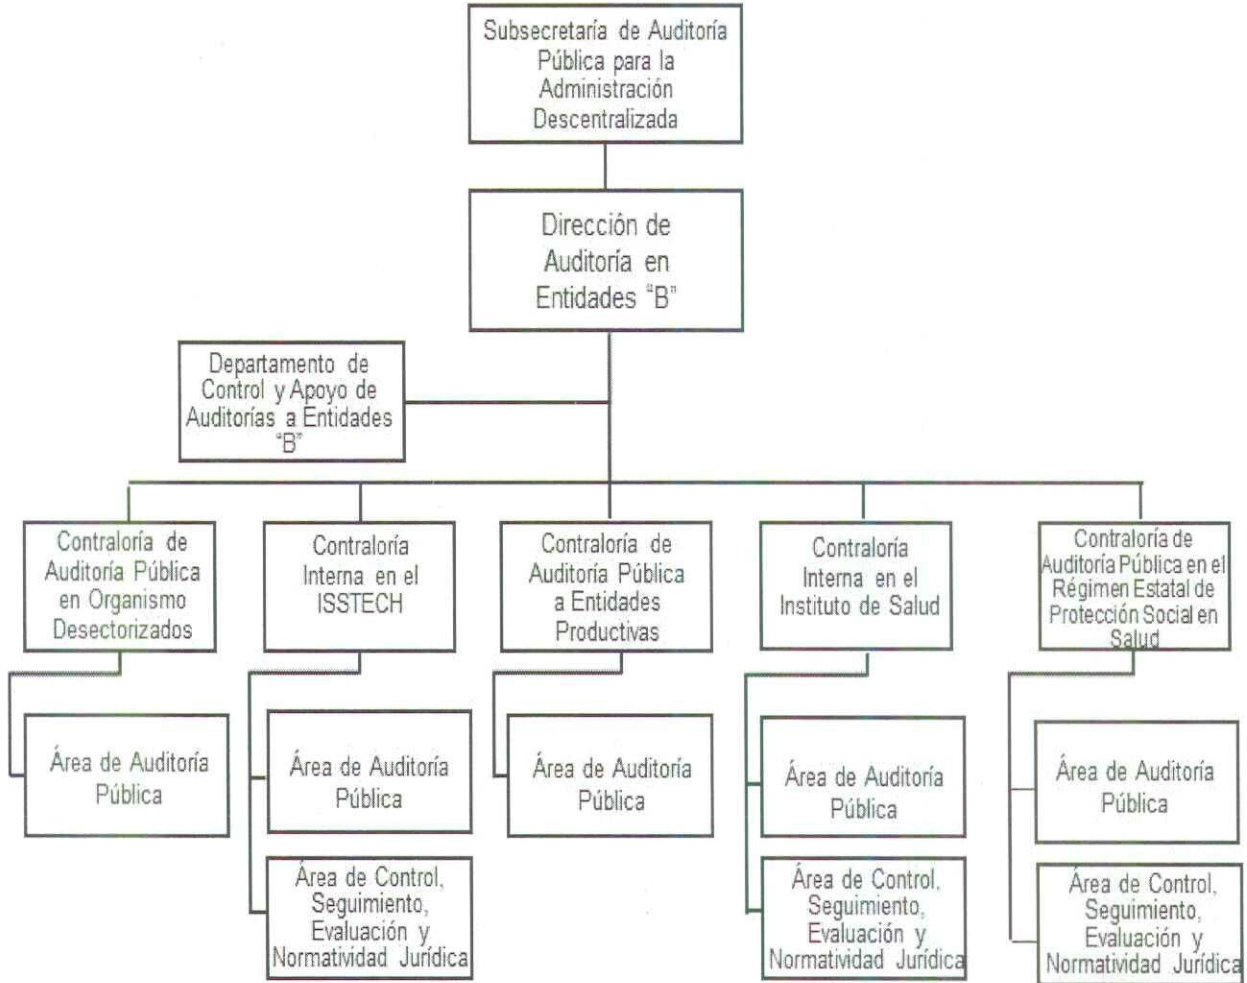 Subsecretaría de Auditoría
Pública para la
Administración
Descentralizada
Dirección de
Auditoría en
Entidades “B”
Departamento de
Control y Apoyo de
Auditorías a Entidades
“B”
Contraloría de
Auditoría Pública
en Organismo
Desectorizados
Contraloría
Interna en el
ISSTECH
Contraloría de
Auditoría Pública
a Entidades
Productivas
Contraloría
Interna en el
Instituto de Salud
Contraloría de
Auditoría Pública en el
Régimen Estatal de
Protección Social en
Salud
Área de Auditoría
Pública
Área de Auditoría
Pública
Área de Auditoría
Pública
Área de Auditoría
Pública
Área de Auditoría
Pública
Área de Control,
Seguimiento,
Evaluación y
Normatividad Jurídica
Área de Control,
Seguimiento,
Evaluación y
Normatividad Jurídica
Área de Control,
Seguimiento,
Evaluación y
Normatividad Jurídica